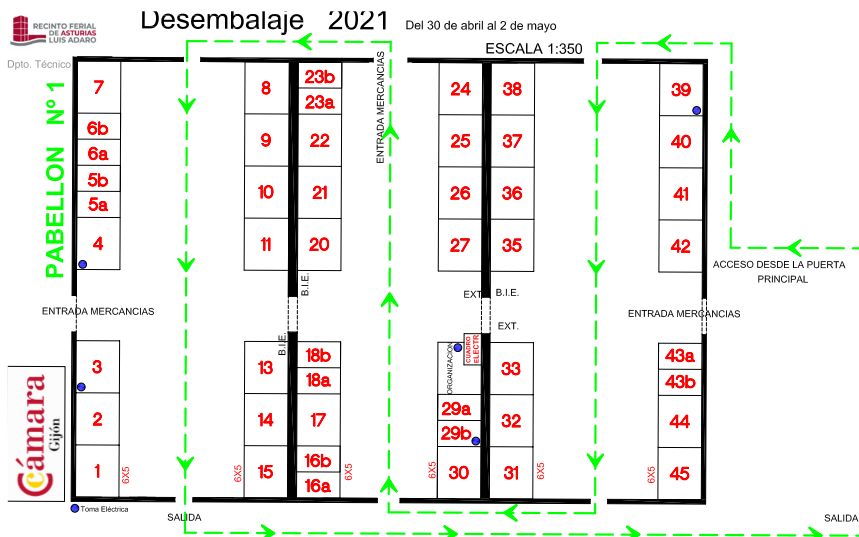 Desembalaje 2021 Del 30 de abril al 2 de mayo
RECINTO FERIAL
DE ASTURIAS
LUIS ADARO
Dpto. Técnico
ESCALA 1:350
PABELLON Nº 1
ENTRADA MERCANCIAS
7
6b
6a
5b
5a
4
8
9
10
11
23b
23a
22
21
20
24
25
26
27
38
37
36
35
39
40
41
42
ACCESO DESDE LA PUERTA
PRINCIPAL
B.I.E.
EXT.
B.I.E.
ENTRADA MERCANCIAS
ENTRADA MERCANCIAS
EXT.
B.I.E.
CUADRO
ELECTR
ORGANIZACIÓN
3
2
1
6X5
13
14
15
6X5
18b
18a
17
16b
16a
6X5
29a
29b
30
6X5
33
32
31
6X5
43a
43b
44
45
6X5
Cámara
Gijón
Toma Eléctrica
SALIDA
SALIDA